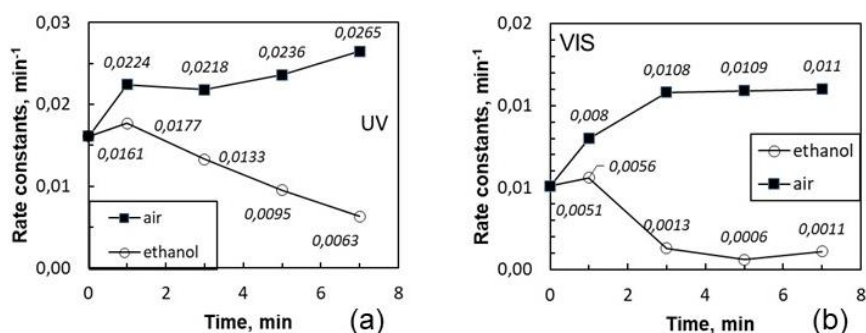 (a)
Rate constants, min-1
0,03
0,02
0,01
0,00
0,0224
0,0218
0,0236
0,0265
0,0161
0,0177
0,0133
0,0095
0,0063
UV
air
ethanol
0 2 4 6 8
Time, min
(b)
Rate constants, min-1
0,02
0,01
0,01
0,00
VIS
0,008
0,0108
0,0109
0,011
0,0056
0,0051
0,0013
0,0006
0,0011
ethanol
air
0 2 4 6 8
Time, min